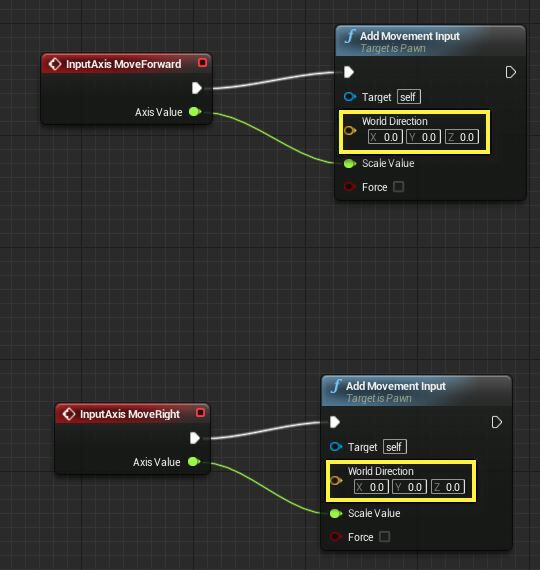 Add Movement Input
Target is Pawn
InputAxis MoveForward
Axis Value
Target self
World Direction
X 0.0 Y 0.0 Z 0.0
Scale Value
Force
Add Movement Input
Target is Pawn
InputAxis MoveRight
Axis Value
Target self
World Direction
X 0.0 Y 0.0 Z 0.0
Scale Value
Force